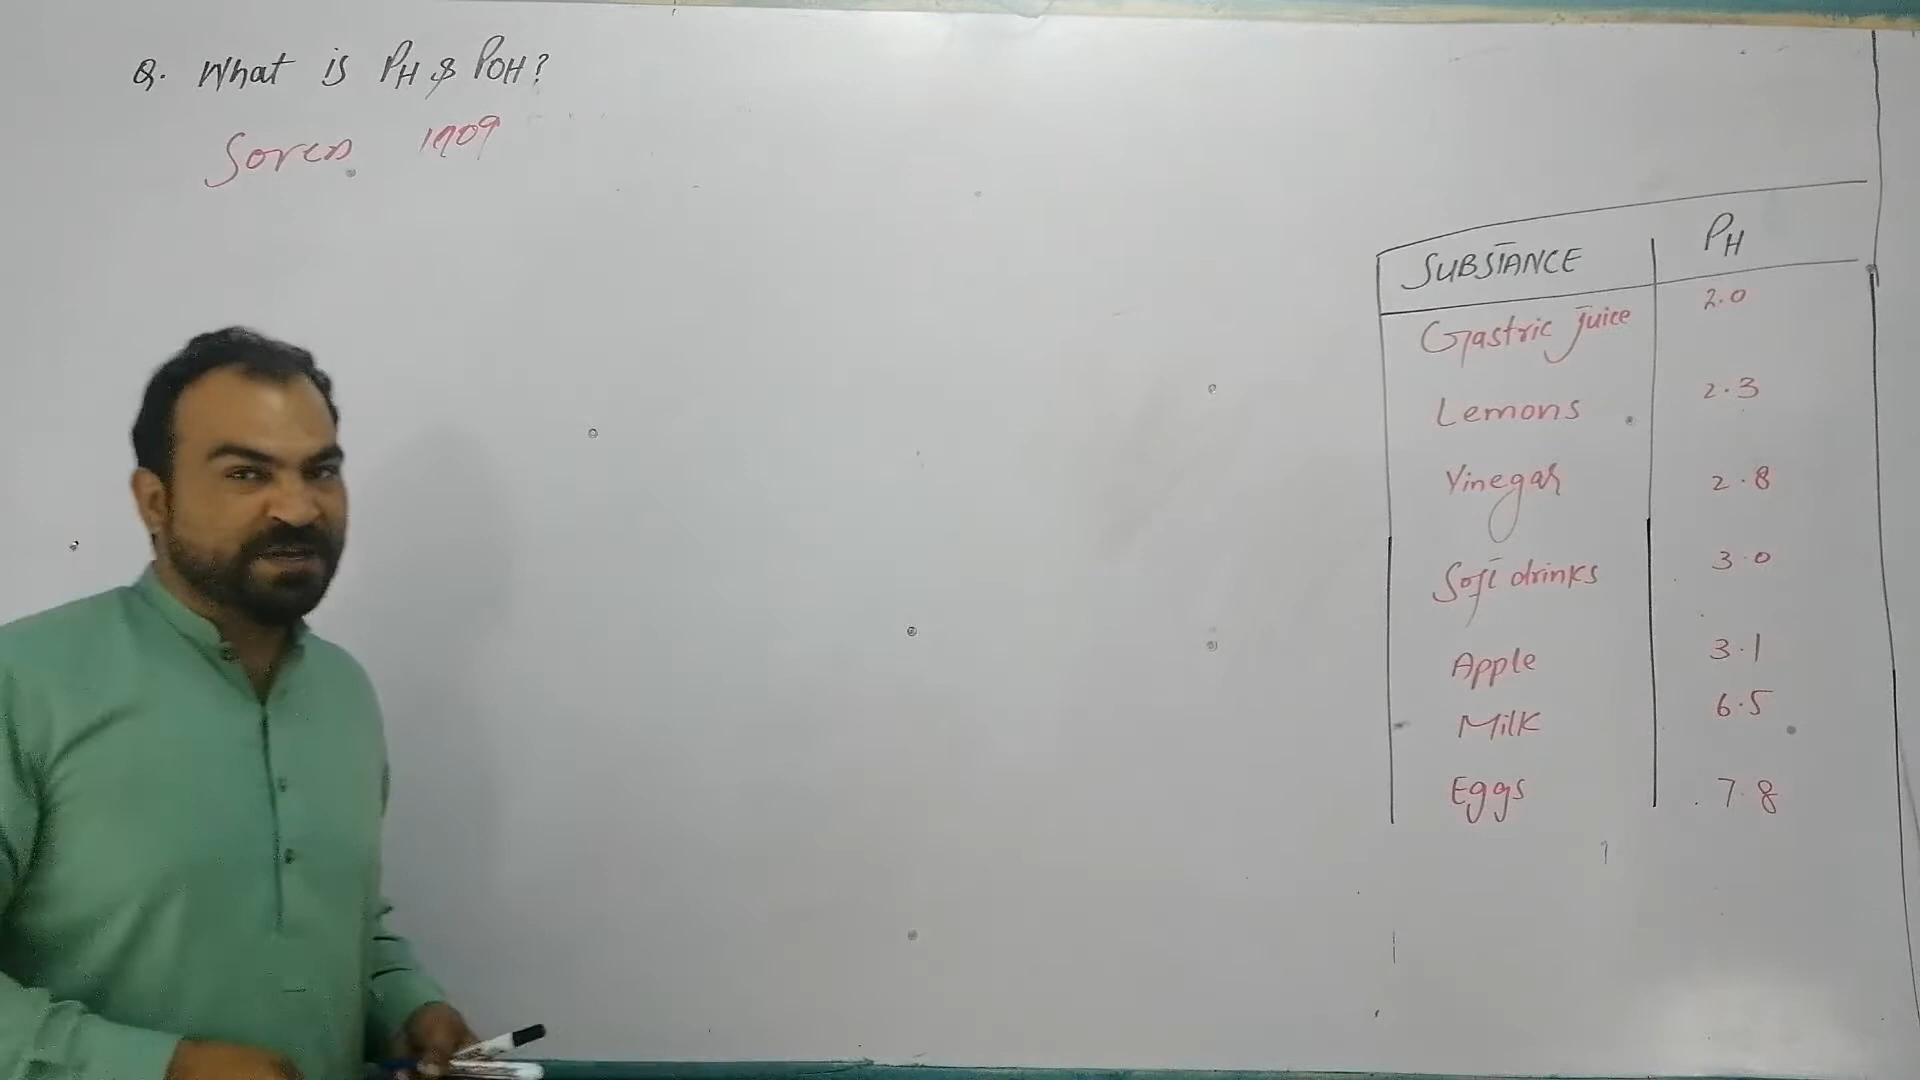 Q. What is PH & POH?
Soren 1909
SUBSTANCE PH
Gastric juice 2.0
Lemons 2.3
Vinegar 2.8
Soft drinks 3.0
Apple 3.1
Milk 6.5
Eggs 7.8